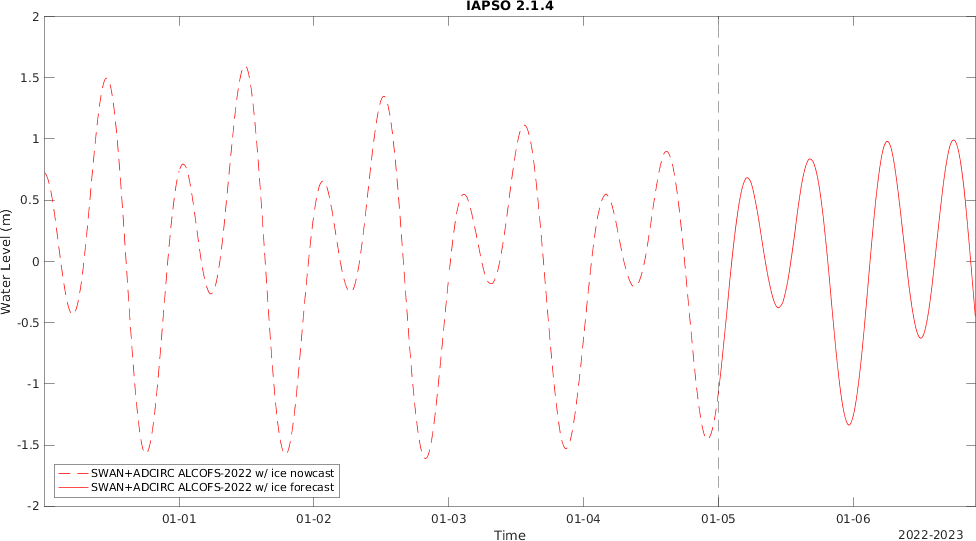 IAPSO 2.1.4
2
1.5
1
0.5
0
-0.5
-1
-1.5
-2
Water Level (m)
SWAN+ADCIRC ALCOFS-2022 w/ ice nowcast
SWAN+ADCIRC ALCOFS-2022 w/ ice forecast
01-01 01-02 01-03 01-04 01-05 01-06
Time
2022-2023